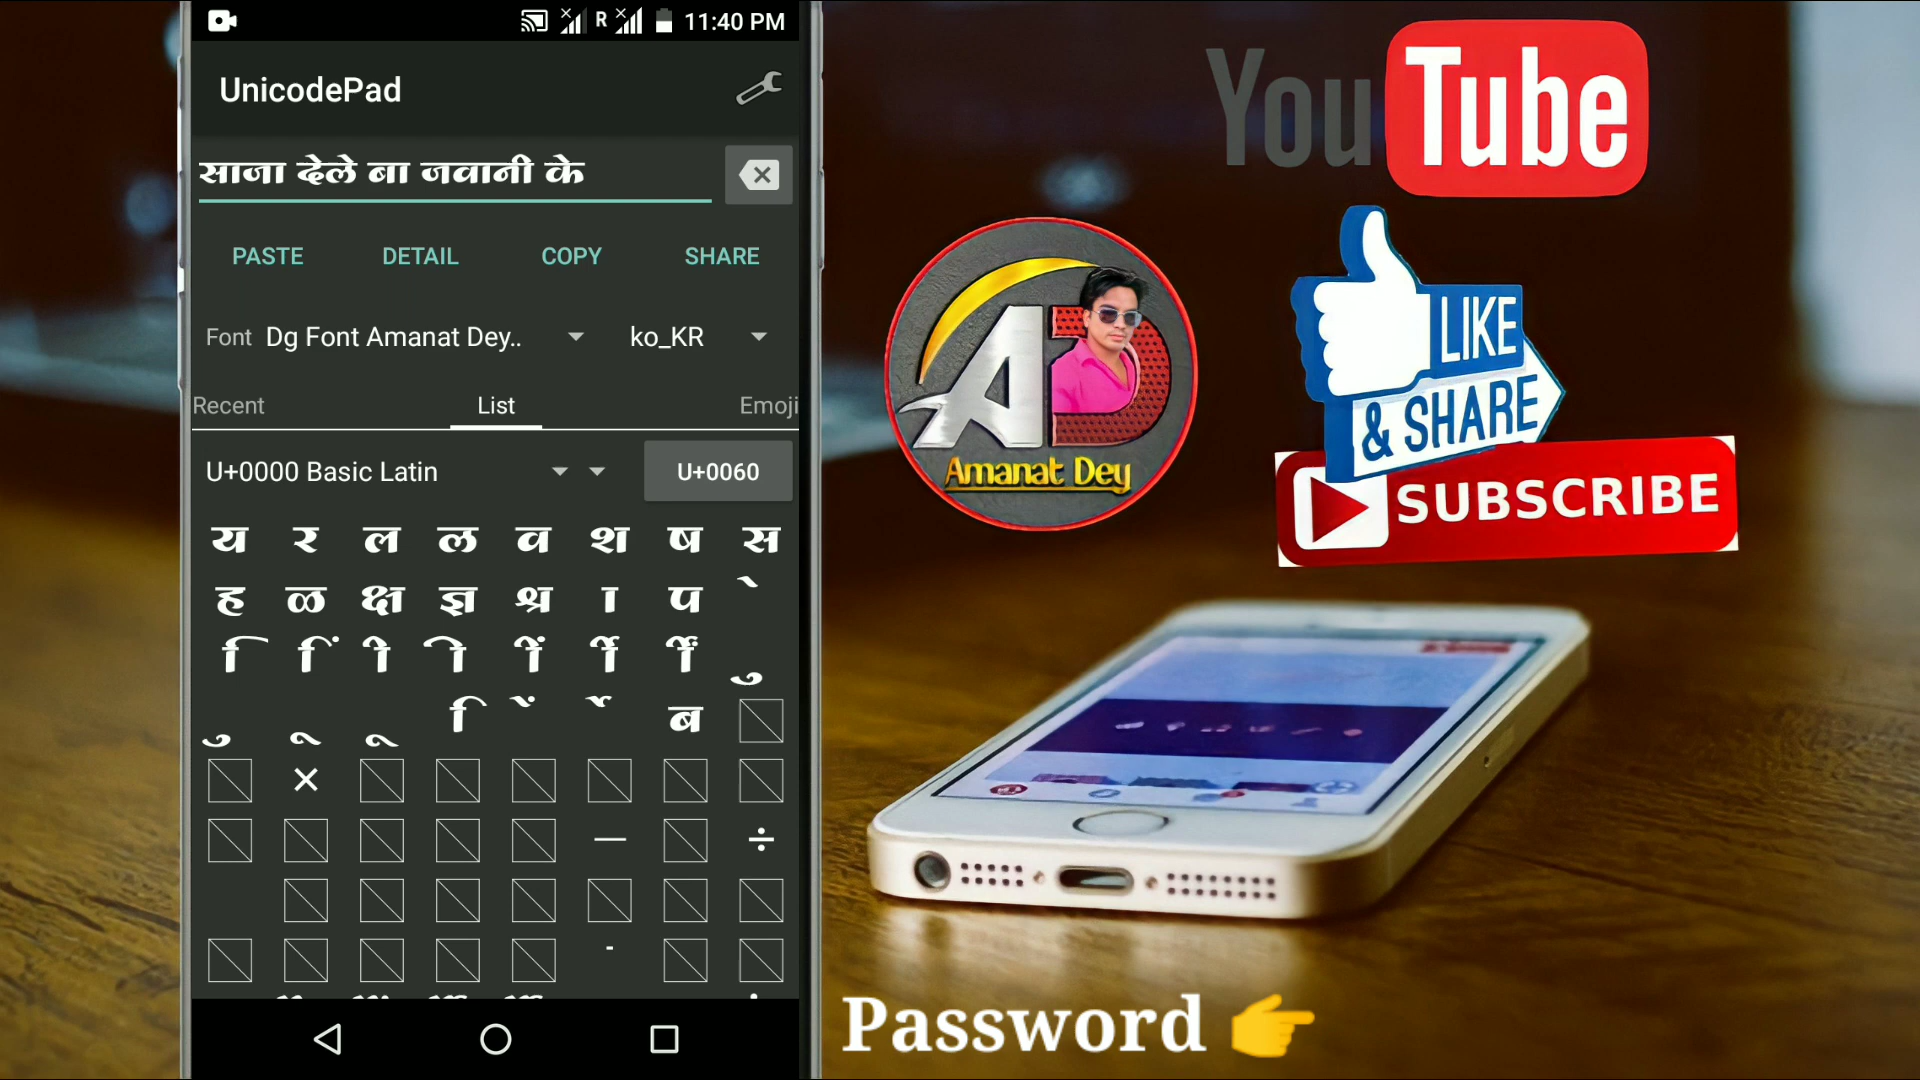 R 11:40 PM
UnicodePad
साजा देले बा जवानी के
PASTE DETAIL COPY SHARE
Font Dg Font Amanat Dey.. ko_KR
Recent List Emoji
U+0000 Basic Latin U+0060
य र ल ल व श ष स
ह ळ क्ष ज्ञ श्र ा प े
ि िं ी ी ीं र्ी र्ीं ु
ु ू ू िं ें र्े ब
×
— ÷
-
YouTube
Amanat Dey
LIKE
& SHARE
SUBSCRIBE
Password 👉